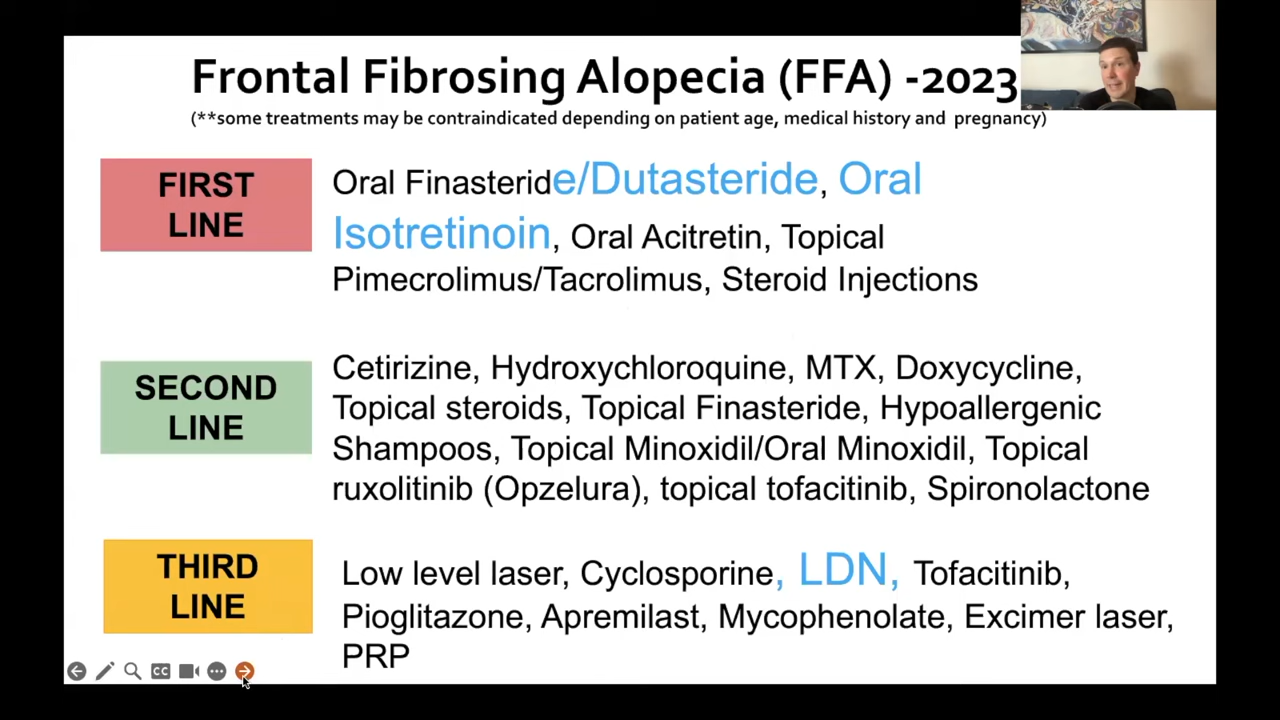 Frontal Fibrosing Alopecia (FFA) -2023
(**some treatments may be contraindicated depending on patient age, medical history and pregnancy)
FIRST
LINE
Oral Finasteride/Dutasteride, Oral
Isotretinoin, Oral Acitretin, Topical
Pimecrolimus/Tacrolimus, Steroid Injections
SECOND
LINE
Cetirizine, Hydroxychloroquine, MTX, Doxycycline,
Topical steroids, Topical Finasteride, Hypoallergenic
Shampoos, Topical Minoxidil/Oral Minoxidil, Topical
ruxolitinib (Opzelura), topical tofacitinib, Spironolactone
THIRD
LINE
Low level laser, Cyclosporine, LDN, Tofacitinib,
Pioglitazone, Apremilast, Mycophenolate, Excimer laser,
PRP
CC